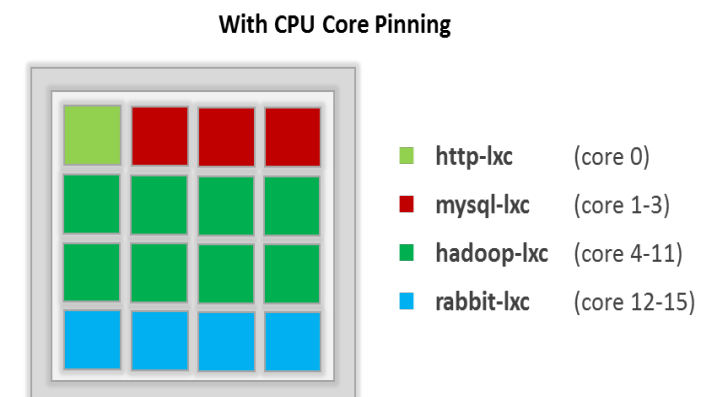 With CPU Core Pinning
http-lxc (core 0)
mysql-lxc (core 1-3)
hadoop-lxc (core 4-11)
rabbit-lxc (core 12-15)